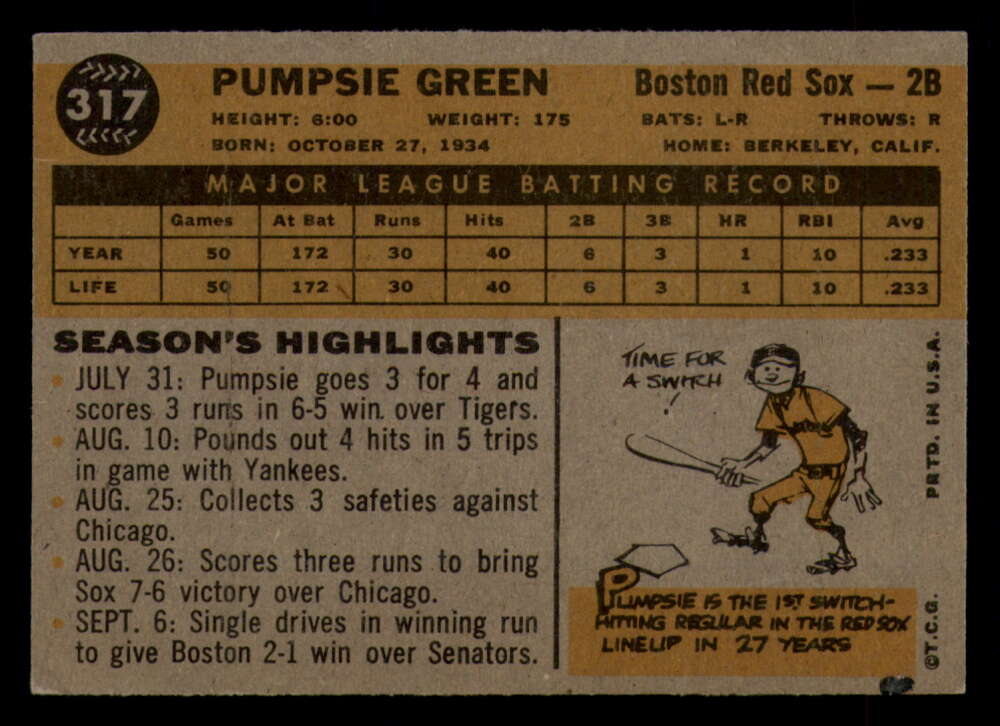 317
PUMPSIE GREEN Boston Red Sox — 2B
HEIGHT: 6:00 WEIGHT: 175 BATS: L-R THROWS: R
BORN: OCTOBER 27, 1934 HOME: BERKELEY, CALIF.
MAJOR LEAGUE BATTING RECORD
Games At Bat Runs Hits 2B 3B HR RBI Avg
YEAR 50 172 30 40 6 3 1 10 .233
LIFE 50 172 30 40 6 3 1 10 .233
SEASON'S HIGHLIGHTS
• JULY 31: Pumpsie goes 3 for 4 and
scores 3 runs in 6-5 win over Tigers.
• AUG. 10: Pounds out 4 hits in 5 trips
in game with Yankees.
• AUG. 25: Collects 3 safeties against
Chicago.
• AUG. 26: Scores three runs to bring
Sox 7-6 victory over Chicago.
• SEPT. 6: Single drives in winning run
to give Boston 2-1 win over Senators.
TIME FOR
A SWITCH
!
PUMPSIE IS THE 1ST SWITCH-
HITTING REGULAR IN THE RED SOX
LINEUP IN 27 YEARS
©T.C.G. PRTD. IN U.S.A.